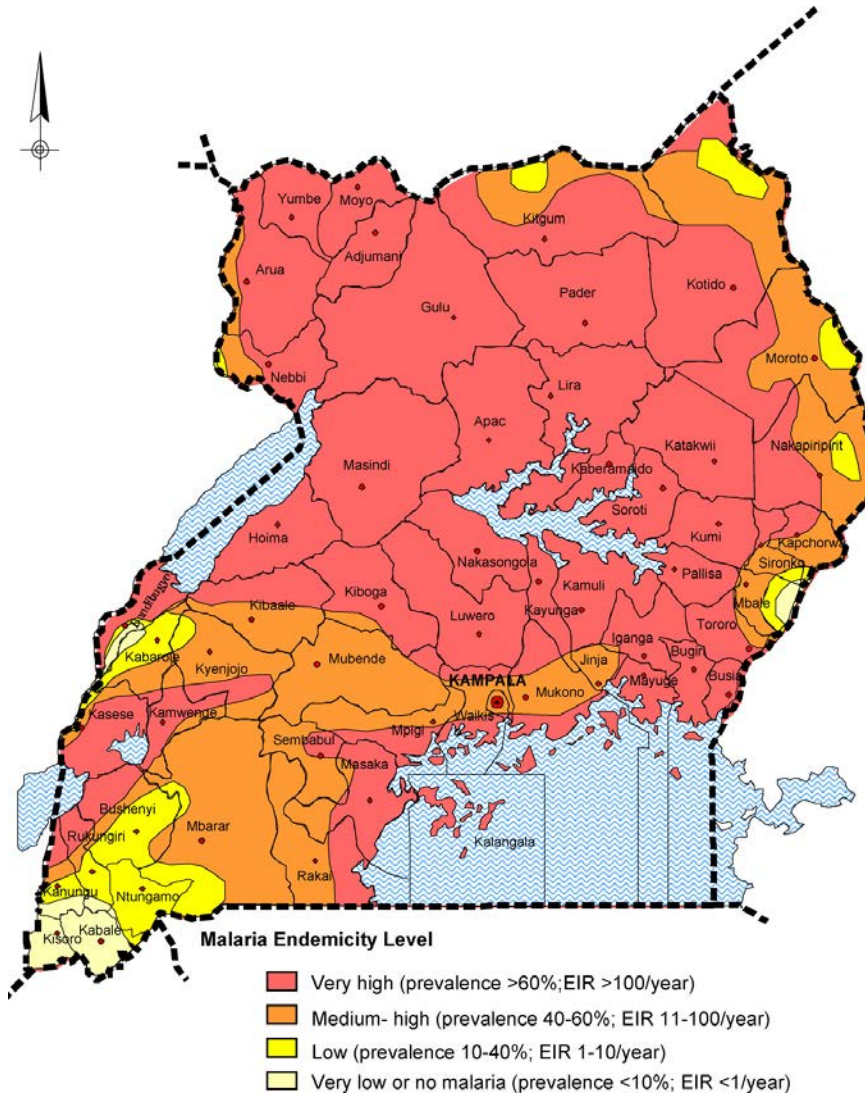 Yumbe
Moyo
Adjumani
Arua
Kitgum
Gulu
Pader
Kotido
Moroto
Nebbi
Lira
Apac
Masindi
Katakwii
Nakapiripirit
Kaberamaido
Soroti
Kumi
Kapchorwa
Sironko
Hoima
Nakasongola
Kamuli
Pallisa
Mbale
Bundibugyo
Kibaale
Kiboga
Luwero
Kayunga
Tororo
Kabarole
Kyenjojo
Mubende
Iganga
Bugiri
Jinja
KAMPALA
Mukono
Mayuge
Busia
Kasese
Kamwenge
Mpigi
Wakis
Sembabul
Masaka
Bushenyi
Rukungiri
Mbarar
Kalangala
Rakai
Kanungu
Ntungamo
Kisoro
Kabale
Malaria Endemicity Level
Very high (prevalence >60%;EIR >100/year)
Medium- high (prevalence 40-60%; EIR 11-100/year)
Low (prevalence 10-40%; EIR 1-10/year)
Very low or no malaria (prevalence <10%; EIR <1/year)